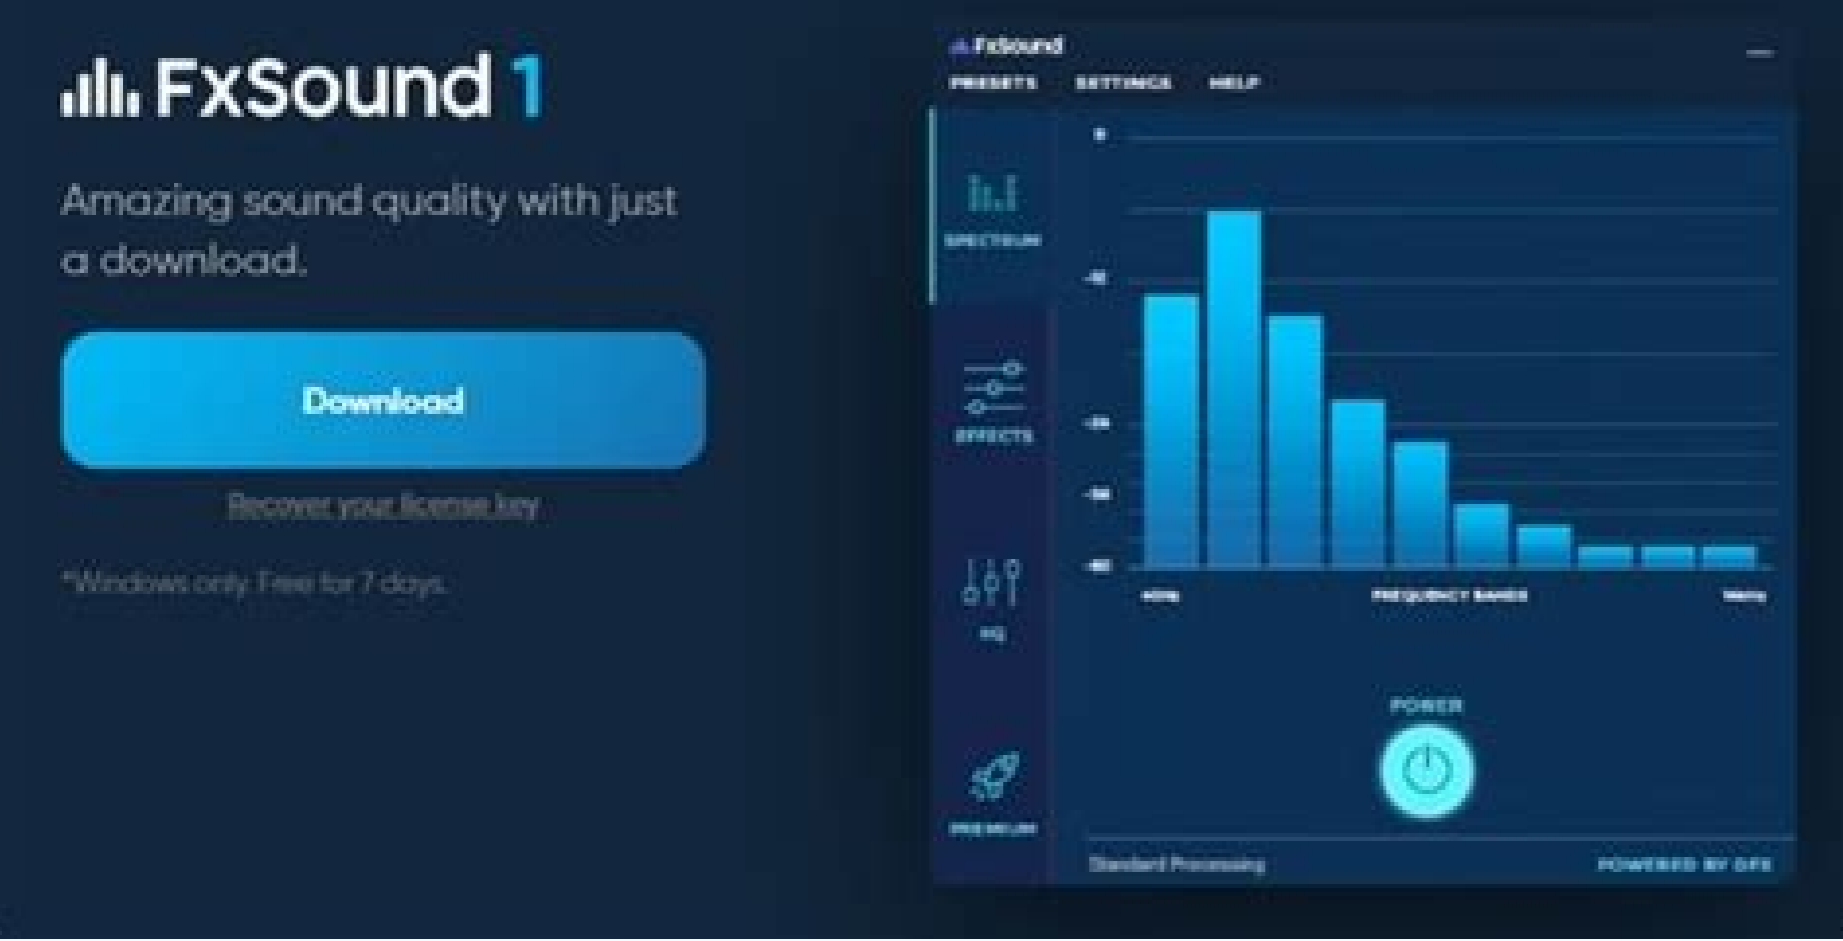 FxSound 1
Amazing sound quality with just
a download.
Download
Recover your license key
*Windows only. Free for 7 days.
FxSound
PRESETS SETTINGS HELP
SPECTRUM
EFFECTS
PREMIUM
0
FREQUENCY BANDS
POWER
Standard Processing
POWERED BY DFX